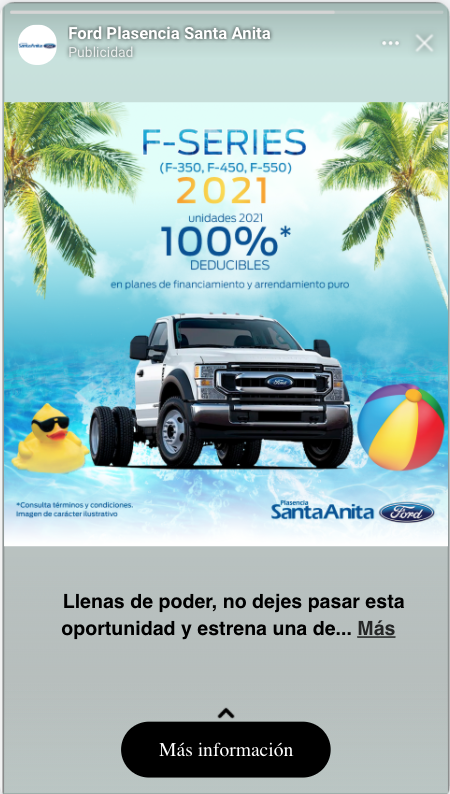 Ford Plasencia Santa Anita
Publicidad
F-SERIES
(F-350, F-450, F-550)
2021
unidades 2021
100%*
DEDUCIBLES
en planes de financiamiento y arrendamiento puro
Ford
*Consulta términos y condiciones.
Imagen de carácter ilustrativo
Plasencia
SantaAnita Ford
Llenas de poder, no dejes pasar esta
oportunidad y estrena una de... Más
Más información